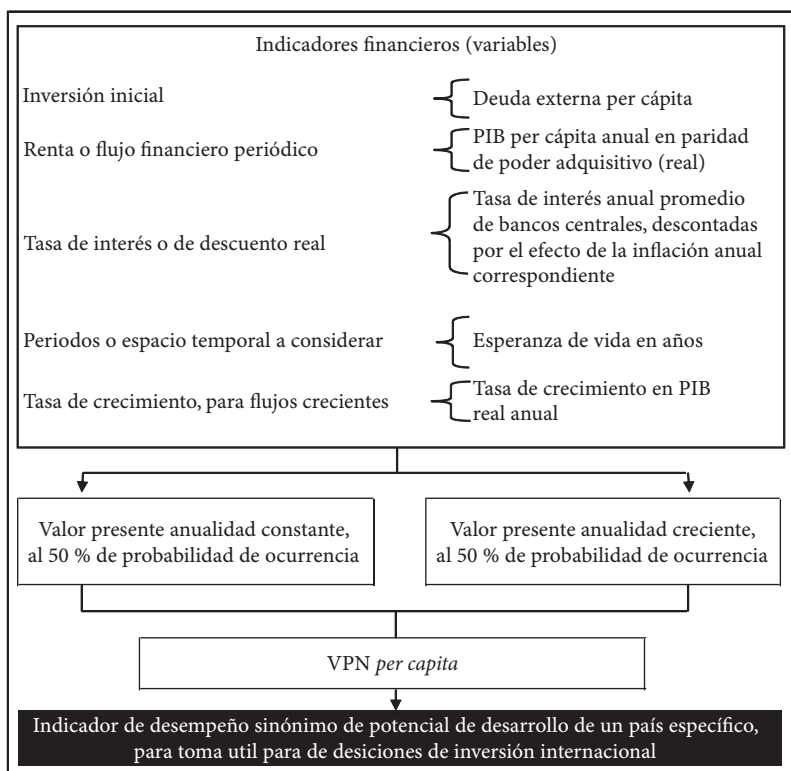 Indicadores financieros (variables)
Inversión inicial
Deuda externa per cápita
Renta o flujo financiero periódico
PIB per cápita anual en paridad
de poder adquisitivo (real)
Tasa de interés o de descuento real
Tasa de interés anual promedio
de bancos centrales, descontadas
por el efecto de la inflación anual
correspondiente
Periodos o espacio temporal a considerar
Esperanza de vida en años
Tasa de crecimiento, para flujos crecientes
Tasa de crecimiento en PIB
real anual
Valor presente anualidad constante,
al 50 % de probabilidad de ocurrencia
Valor presente anualidad creciente,
al 50 % de probabilidad de ocurrencia
VPN per capita
Indicador de desempeño sinónimo de potencial de desarrollo de un país específico,
para toma util para de desiciones de inversión internacional